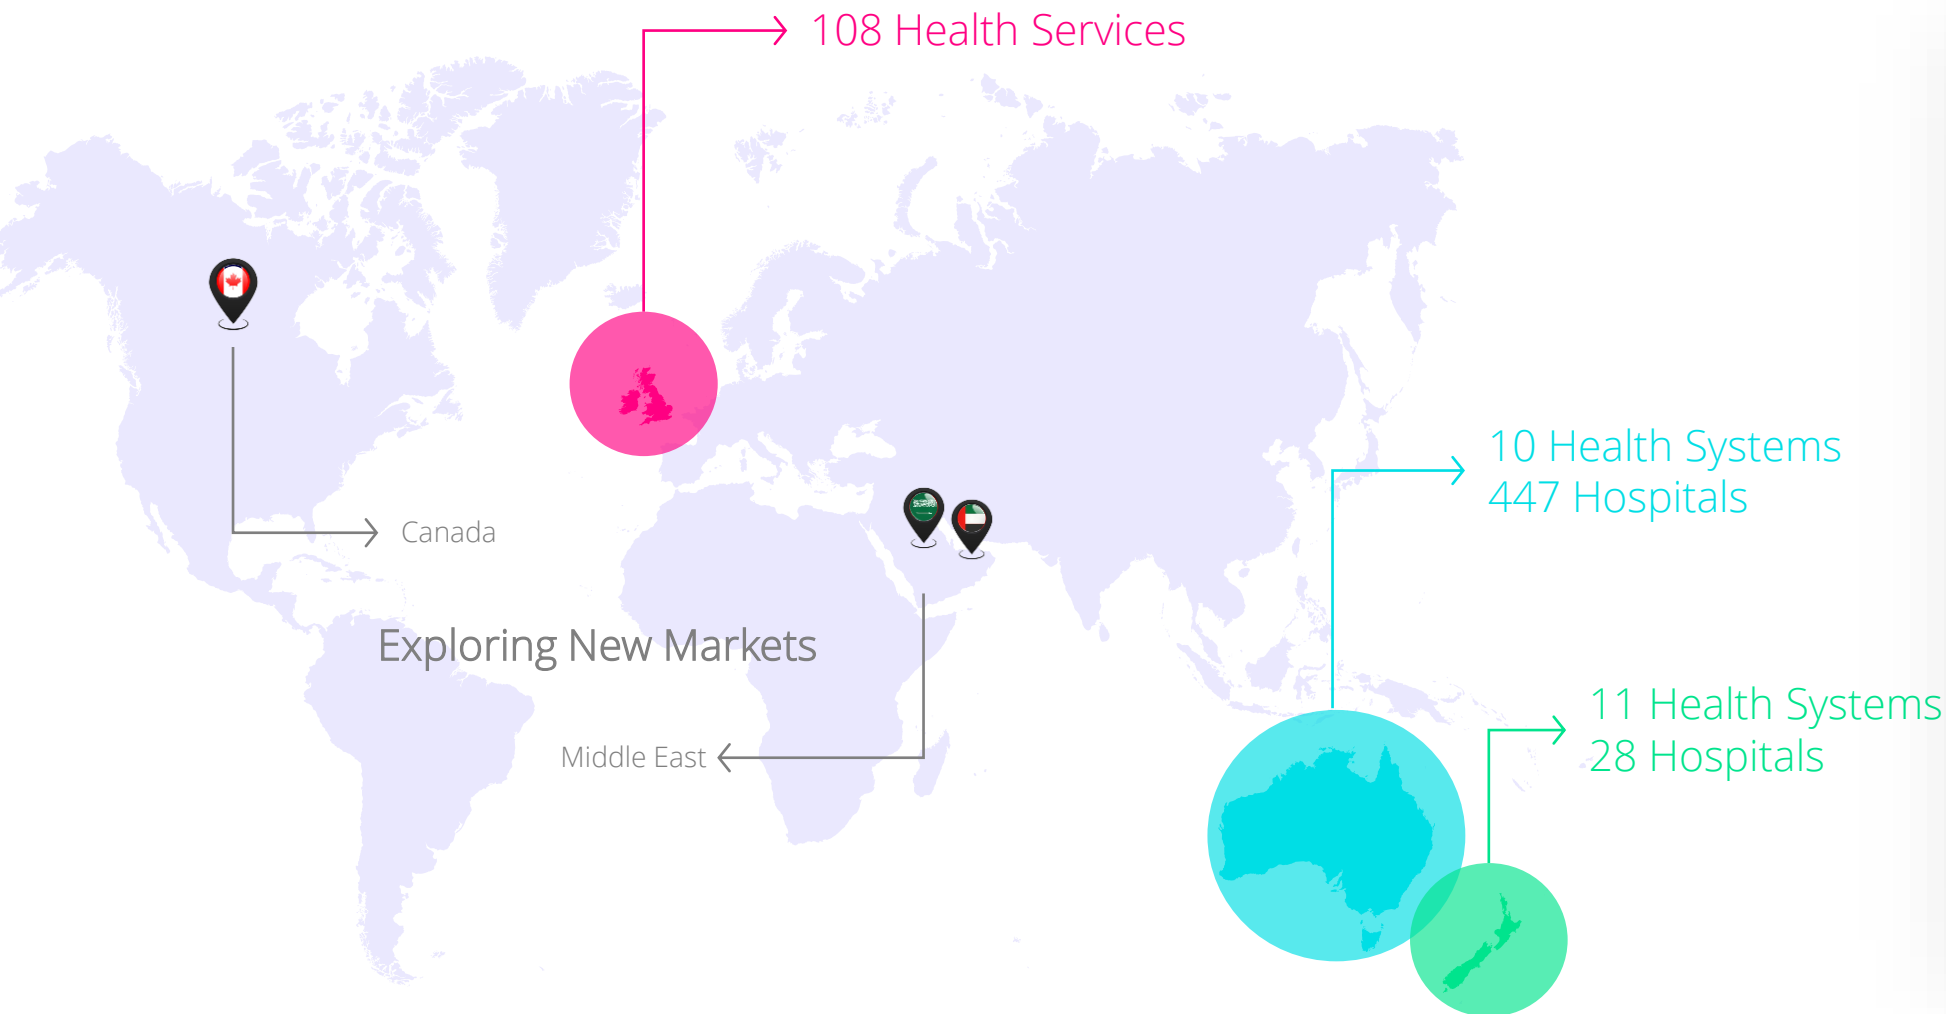 108 Health Services
10 Health Systems
447 Hospitals
Canada
Exploring New Markets
11 Health Systems
28 Hospitals
Middle East